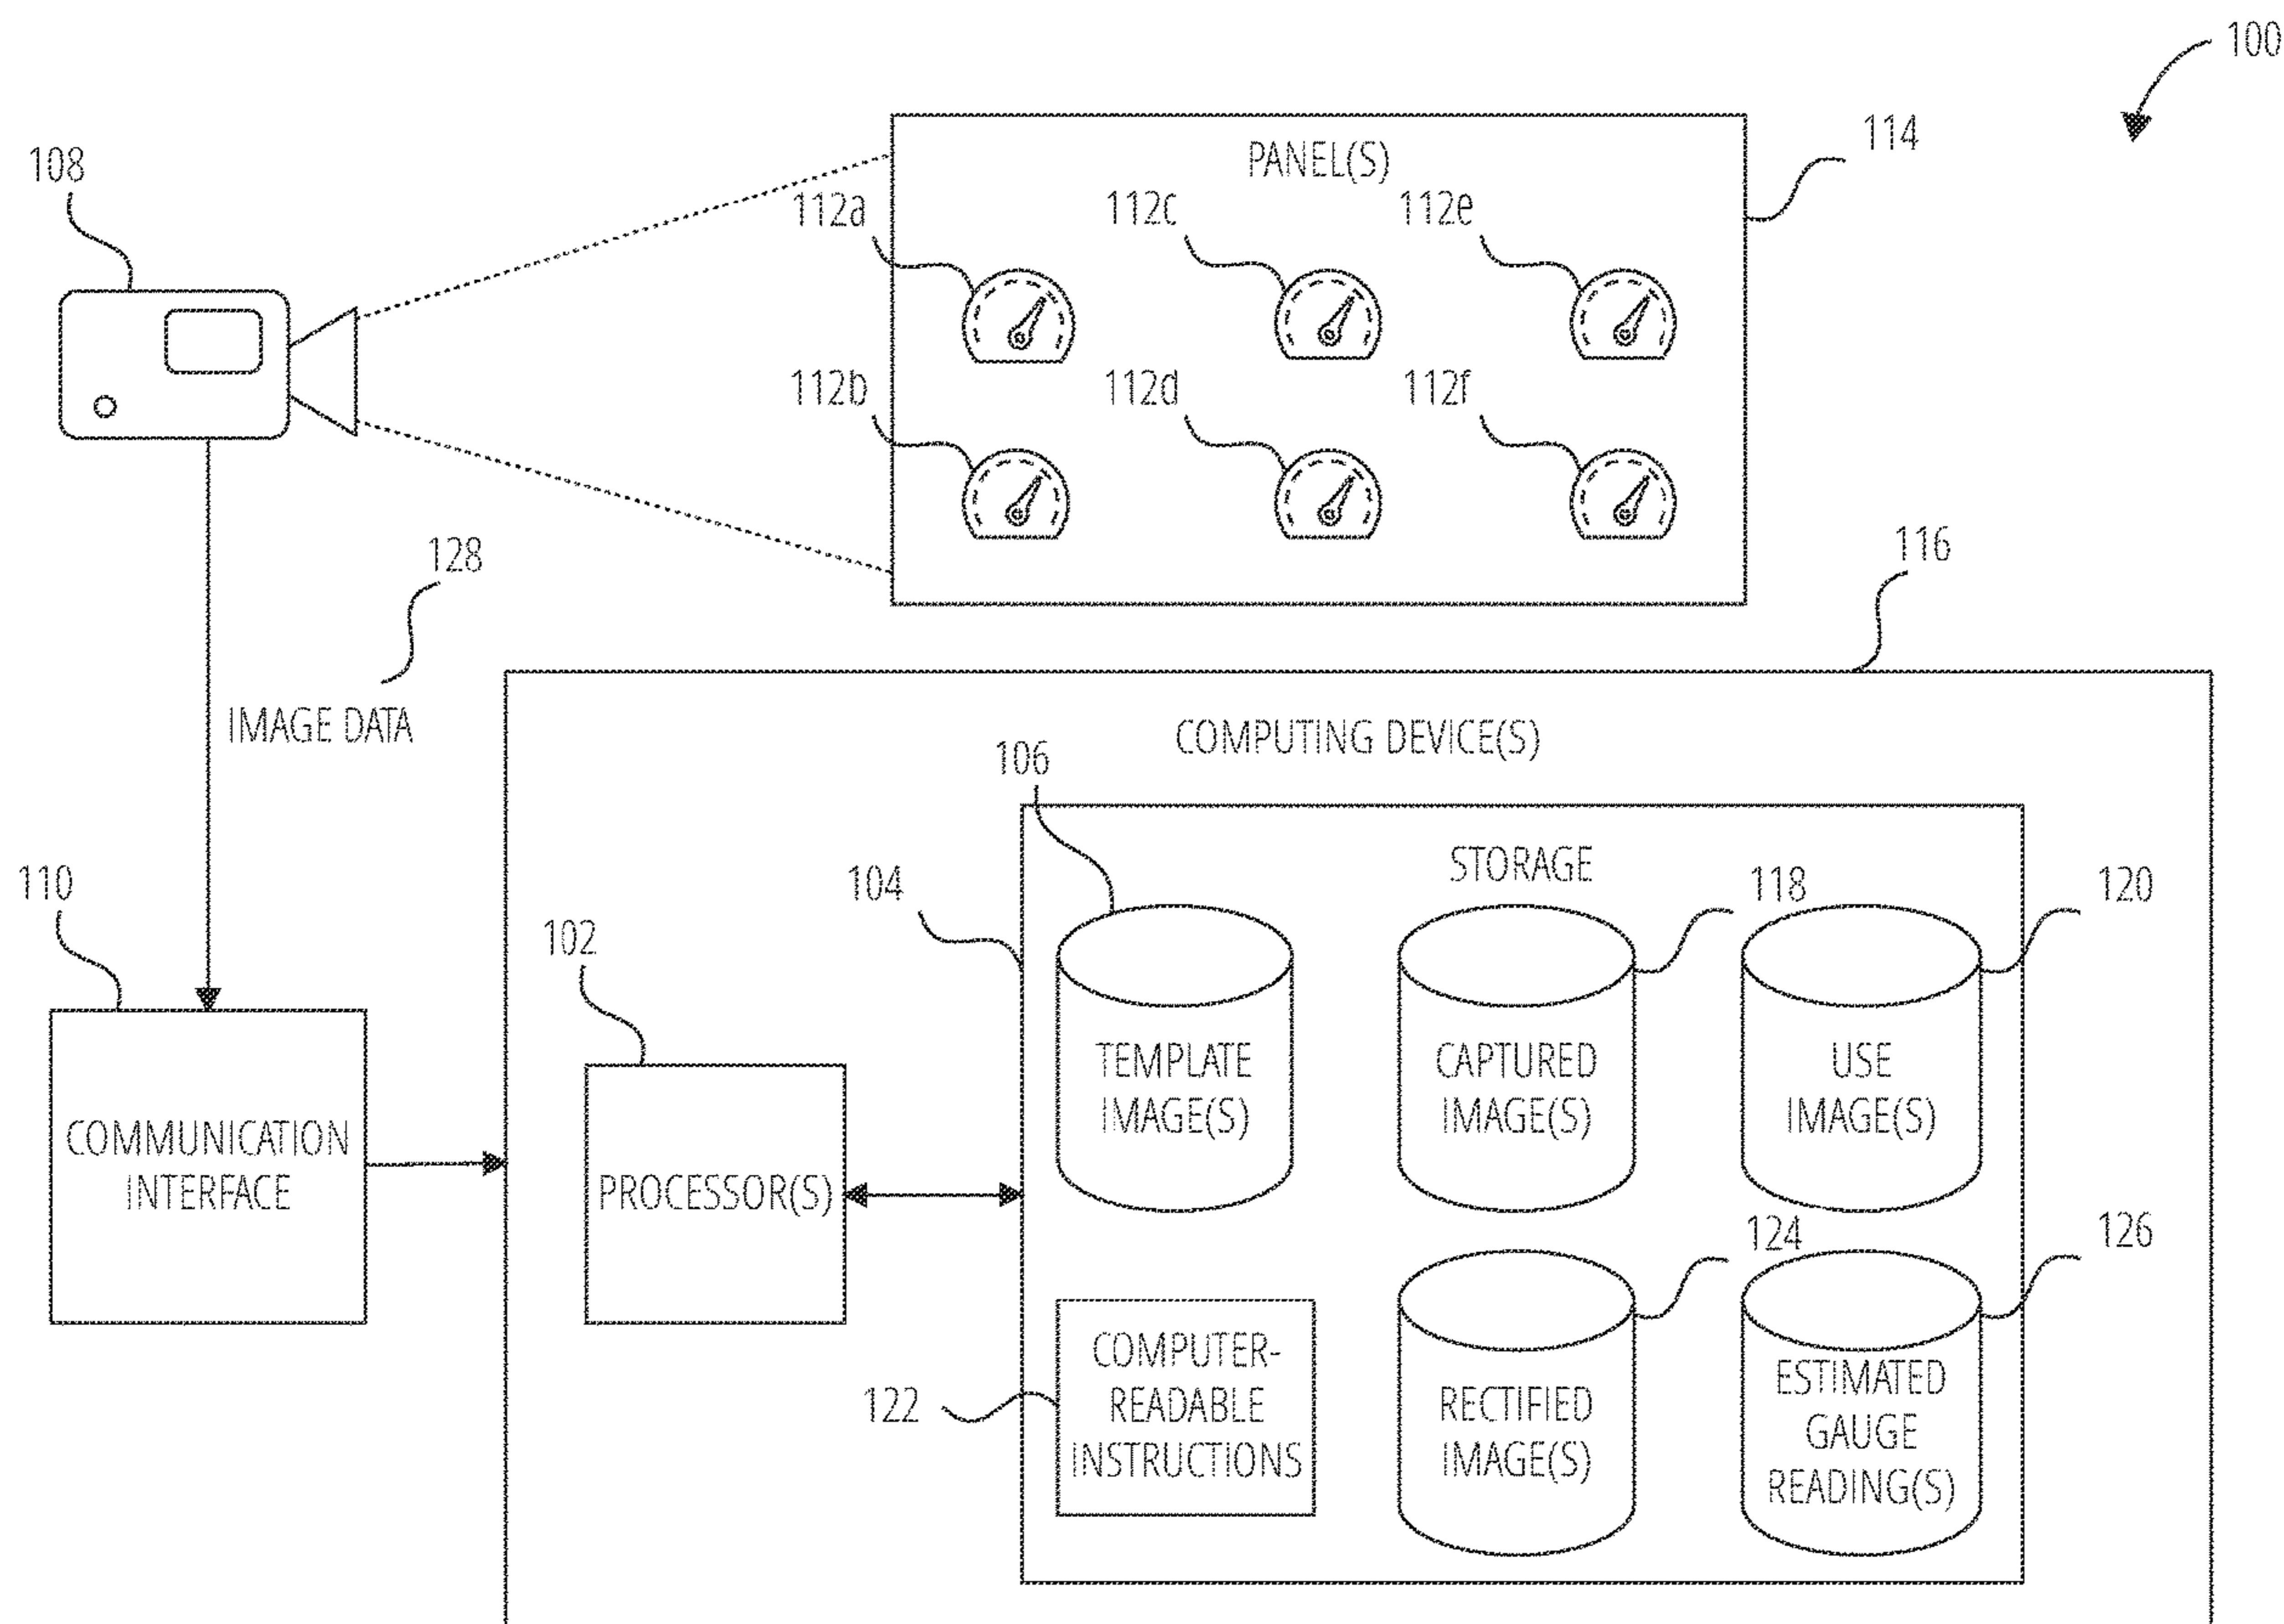 100
114
PANEL(S)
108
112a
112c
112e
112b
112d
112f
128
116
IMAGE DATA
COMPUTING DEVICE(S)
106
STORAGE
110
104
118
120
102
TEMPLATE
IMAGE(S)
CAPTURED
IMAGE(S)
USE
IMAGE(S)
COMMUNICATION
INTERFACE
PROCESSOR(S)
124
126
122
COMPUTER-
READABLE
INSTRUCTIONS
RECTIFIED
IMAGE(S)
ESTIMATED
GAUGE
READING(S)